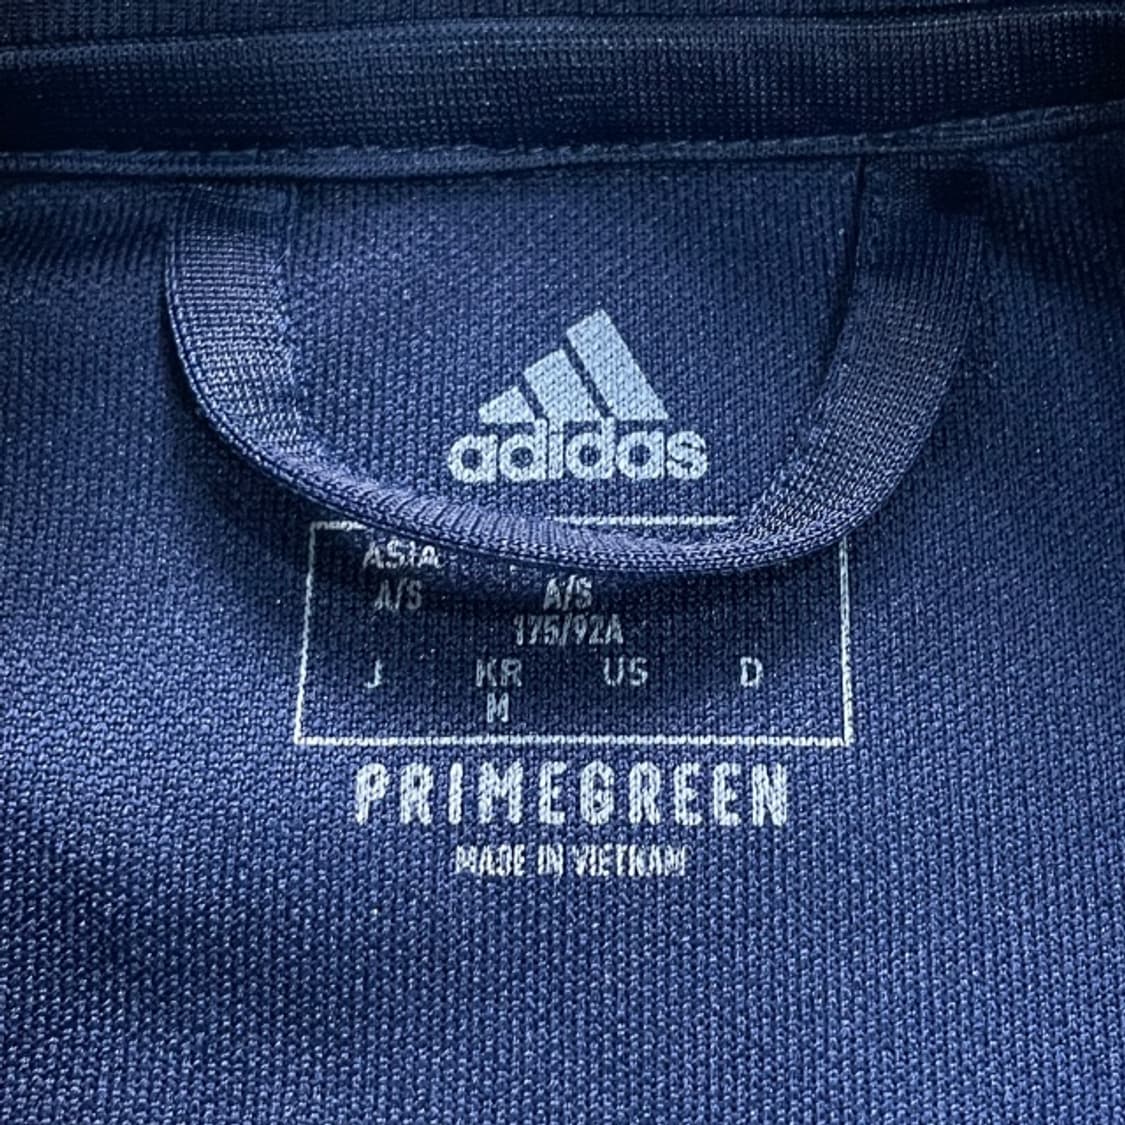 adidas
ASIA
A/S A/S
175/92A
J KR US D
M
PRIMEGREEN
MADE IN VIETNAM